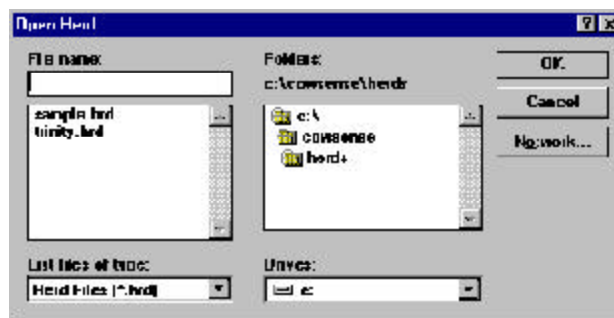 Open Herd
File name:
sample.hrd
trinity.hrd
List files of type:
Herd Files (*.hrd)
Folders:
c:\cowsense\herds
c:\
cowsense
herds
Drives:
c:
OK
Cancel
Network...